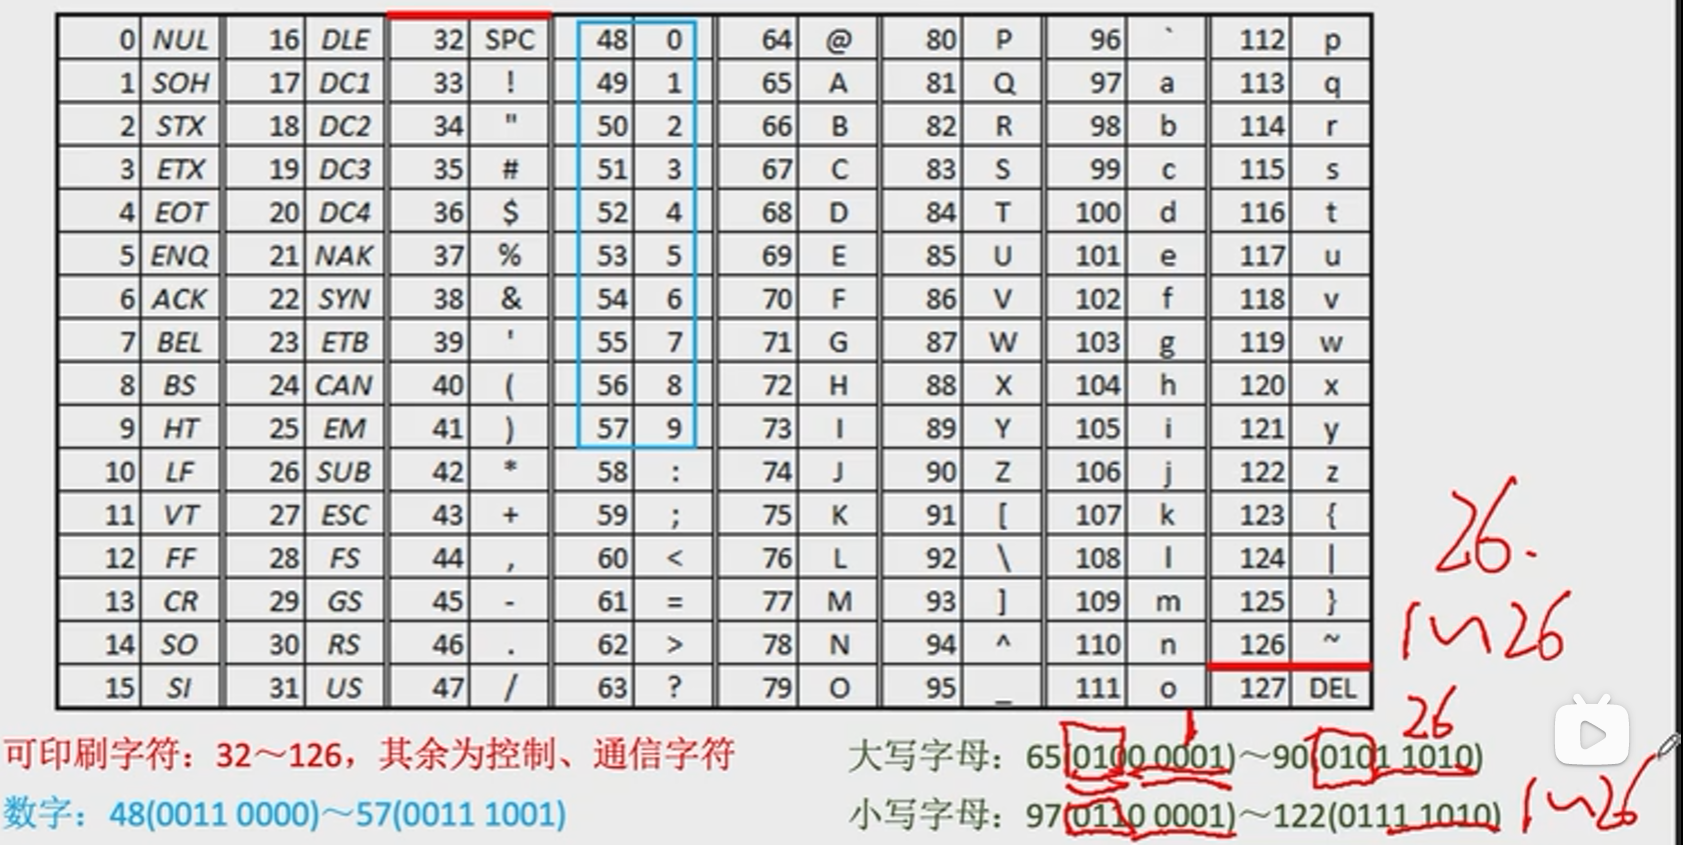 0 NUL 16 DLE 32 SPC 48 0 64 @ 80 P 96 ` 112 p
1 SOH 17 DC1 33 ! 49 1 65 A 81 Q 97 a 113 q
2 STX 18 DC2 34 " 50 2 66 B 82 R 98 b 114 r
3 ETX 19 DC3 35 # 51 3 67 C 83 S 99 c 115 s
4 EOT 20 DC4 36 $ 52 4 68 D 84 T 100 d 116 t
5 ENQ 21 NAK 37 % 53 5 69 E 85 U 101 e 117 u
6 ACK 22 SYN 38 & 54 6 70 F 86 V 102 f 118 v
7 BEL 23 ETB 39 ' 55 7 71 G 87 W 103 g 119 w
8 BS 24 CAN 40 ( 56 8 72 H 88 X 104 h 120 x
9 HT 25 EM 41 ) 57 9 73 I 89 Y 105 i 121 y
10 LF 26 SUB 42 * 58 : 74 J 90 Z 106 j 122 z
11 VT 27 ESC 43 + 59 ; 75 K 91 [ 107 k 123 {
12 FF 28 FS 44 , 60 < 76 L 92 \ 108 l 124 |
13 CR 29 GS 45 - 61 = 77 M 93 ] 109 m 125 }
14 SO 30 RS 46 . 62 > 78 N 94 ^ 110 n 126 ~
15 SI 31 US 47 / 63 ? 79 O 95 _ 111 o 127 DEL
26.
1~26
1 26
可印刷字符：32～126，其余为控制、通信字符 大写字母：65(0100 0001)～90(0101 1010)
数字：48(0011 0000)～57(0011 1001) 小写字母：97(0110 0001)～122(0111 1010) 1~26